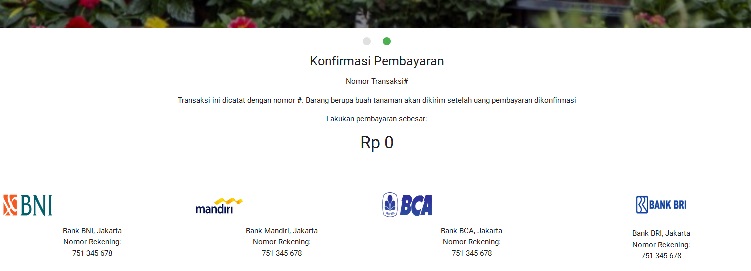 Konfirmasi Pembayaran
Nomor Transaksi#
Transaksi ini dicatat dengan nomor #. Barang berupa buah tanaman akan dikirim setelah uang pembayaran dikonfirmasi
Lakukan pembayaran sebesar:
Rp 0
BNI
mandiri
BCA
BANK BRI
Bank BNI, Jakarta
Nomor Rekening:
751 345 678
Bank Mandiri, Jakarta
Nomor Rekening:
751 345 678
Bank BCA, Jakarta
Nomor Rekening:
751 345 678
Bank BRI, Jakarta
Nomor Rekening:
751 345 678